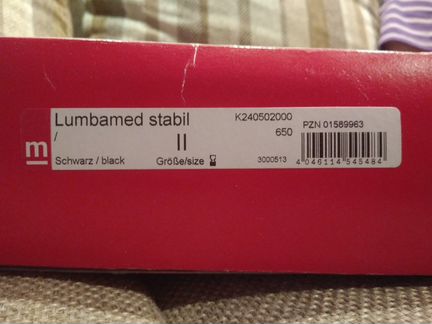 Lumbamed stabil
/
II
Schwarz / black
Größe/size
K240502000
650
3000513
PZN 01589963
4 046114 545484
m